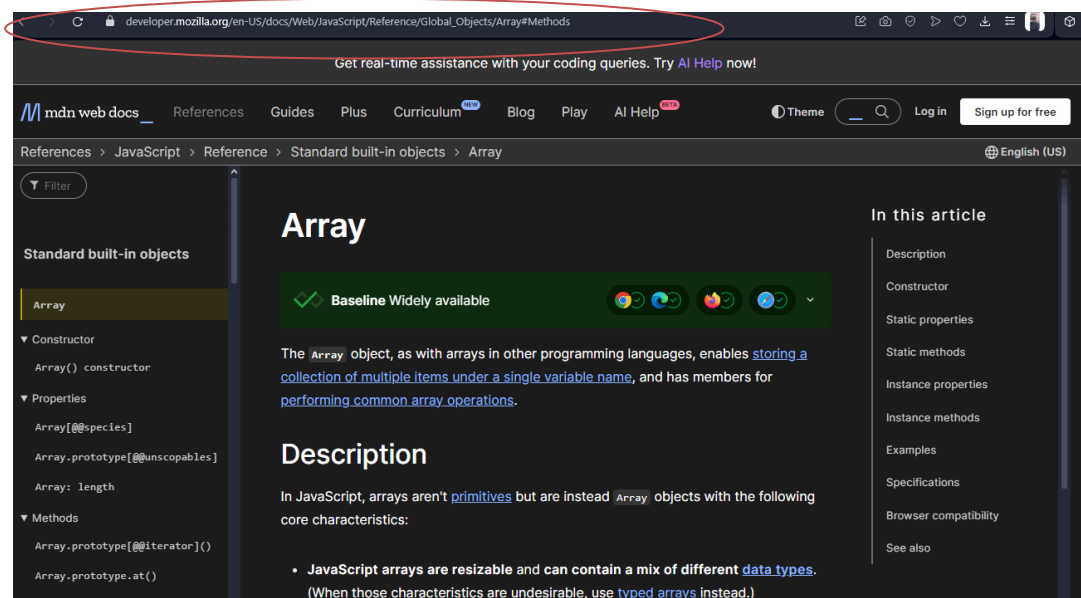 developer.mozilla.org/en-US/docs/Web/JavaScript/Reference/Global_Objects/Array#Methods
Get real-time assistance with your coding queries. Try AI Help now!
mdn web docs_ References Guides Plus Curriculum NEW Blog Play AI Help BETA Theme Log in Sign up for free
References > JavaScript > Reference > Standard built-in objects > Array English (US)
Filter
Standard built-in objects
Array
Constructor
Array() constructor
Properties
Array[@@species]
Array.prototype[@@unscopables]
Array: length
Methods
Array.prototype[@@iterator]()
Array.prototype.at()
Array
Baseline Widely available
The Array object, as with arrays in other programming languages, enables storing a
collection of multiple items under a single variable name, and has members for
performing common array operations.
Description
In JavaScript, arrays aren't primitives but are instead Array objects with the following
core characteristics:
• JavaScript arrays are resizable and can contain a mix of different data types.
(When those characteristics are undesirable, use typed arrays instead.)
In this article
Description
Constructor
Static properties
Static methods
Instance properties
Instance methods
Examples
Specifications
Browser compatibility
See also